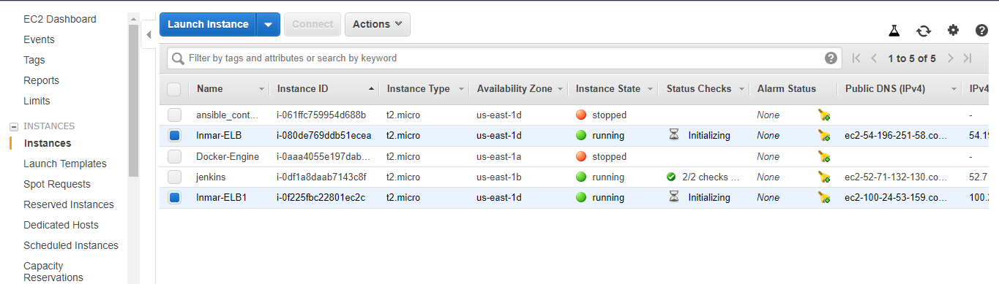 EC2 Dashboard
Events
Tags
Reports
Limits
INSTANCES
Instances
Launch Templates
Spot Requests
Reserved Instances
Dedicated Hosts
Scheduled Instances
Capacity
Reservations
Launch Instance Connect Actions
Filter by tags and attributes or search by keyword 1 to 5 of 5
Name Instance ID Instance Type Availability Zone Instance State Status Checks Alarm Status Public DNS (IPv4) IPv4
ansible_cont... i-061ffc759954d688b t2.micro us-east-1d stopped None -
Inmar-ELB i-080de769ddb51ecea t2.micro us-east-1d running Initializing None ec2-54-196-251-58.co... 54.19
Docker-Engine i-0aaa4055e197dab... t2.micro us-east-1a stopped None -
jenkins i-0df1a8daab7143c8f t2.micro us-east-1b running 2/2 checks ... None ec2-52-71-132-130.co... 52.7
Inmar-ELB1 i-0f225fbc22801ec2c t2.micro us-east-1d running Initializing None ec2-100-24-53-159.co... 100.2